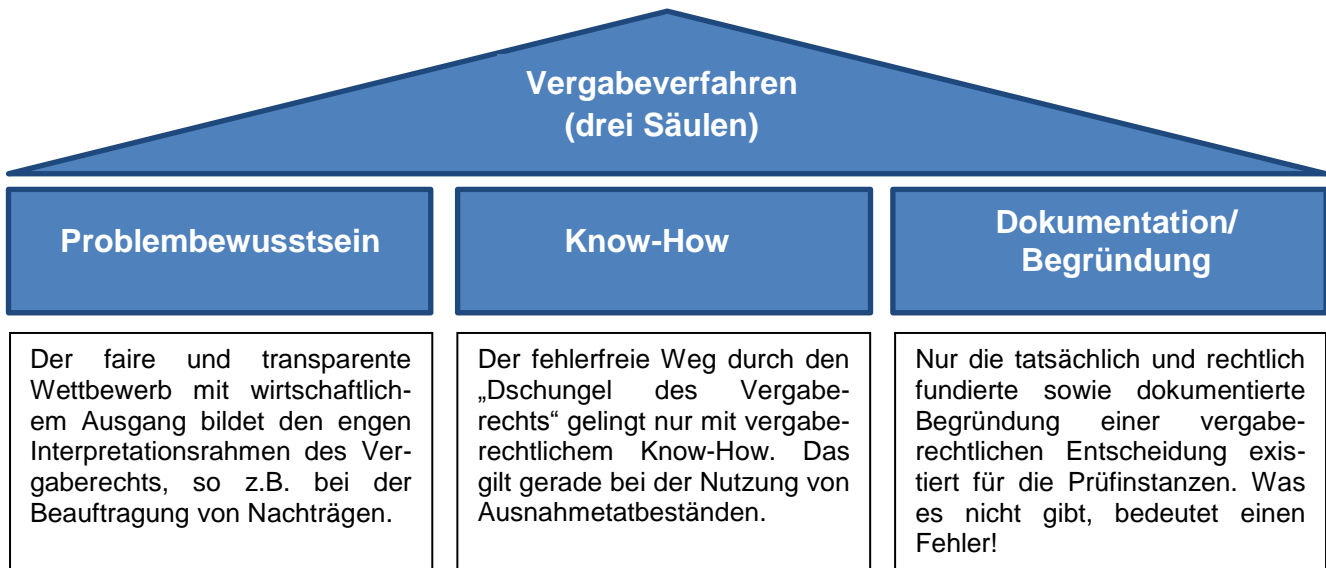 Vergabeverfahren
(drei Säulen)
Problembewusstsein
Know-How
Dokumentation/
Begründung
Der faire und transparente
Wettbewerb mit wirtschaftlich-
em Ausgang bildet den engen
Interpretationsrahmen des Ver-
gaberechts, so z.B. bei der
Beauftragung von Nachträgen.
Der fehlerfreie Weg durch den
„Dschungel des Vergabe-
rechts“ gelingt nur mit vergabe-
rechtlichem Know-How. Das
gilt gerade bei der Nutzung von
Ausnahmetatbeständen.
Nur die tatsächlich und rechtlich
fundierte sowie dokumentierte
Begründung einer vergabe-
rechtlichen Entscheidung exis-
tiert für die Prüfinstanzen. Was
es nicht gibt, bedeutet einen
Fehler!